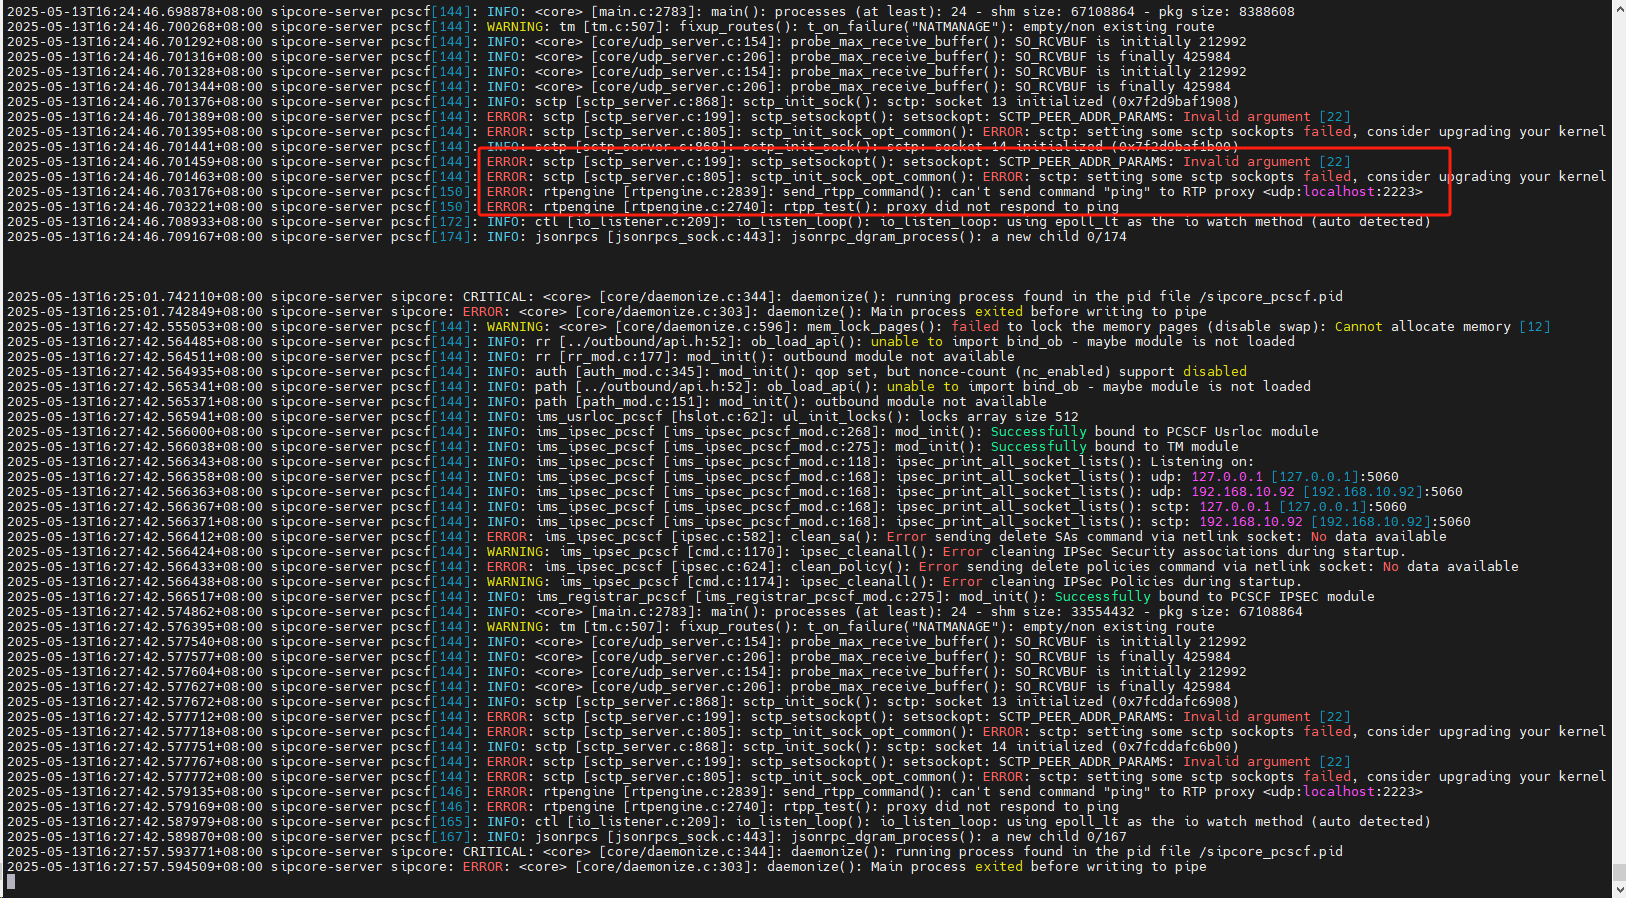 2025-05-13T16:24:46.698878+08:00 sipcore-server pcscf[144]: INFO: <core> [main.c:2783]: main(): processes (at least): 24 - shm size: 67108864 - pkg size: 8388608
2025-05-13T16:24:46.700268+08:00 sipcore-server pcscf[144]: WARNING: tm [tm.c:507]: fixup_routes(): t_on_failure("NATMANAGE"): empty/non existing route
2025-05-13T16:24:46.701292+08:00 sipcore-server pcscf[144]: INFO: <core> [core/udp_server.c:154]: probe_max_receive_buffer(): SO_RCVBUF is initially 212992
2025-05-13T16:24:46.701316+08:00 sipcore-server pcscf[144]: INFO: <core> [core/udp_server.c:206]: probe_max_receive_buffer(): SO_RCVBUF is finally 425984
2025-05-13T16:24:46.701328+08:00 sipcore-server pcscf[144]: INFO: <core> [core/udp_server.c:154]: probe_max_receive_buffer(): SO_RCVBUF is initially 212992
2025-05-13T16:24:46.701344+08:00 sipcore-server pcscf[144]: INFO: <core> [core/udp_server.c:206]: probe_max_receive_buffer(): SO_RCVBUF is finally 425984
2025-05-13T16:24:46.701376+08:00 sipcore-server pcscf[144]: INFO: sctp [sctp_server.c:868]: sctp_init_sock(): sctp: socket 13 initialized (0x7f2d9baf1908)
2025-05-13T16:24:46.701389+08:00 sipcore-server pcscf[144]: ERROR: sctp [sctp_server.c:199]: sctp_setsockopt(): setsockopt: SCTP_PEER_ADDR_PARAMS: Invalid argument [22]
2025-05-13T16:24:46.701395+08:00 sipcore-server pcscf[144]: ERROR: sctp [sctp_server.c:805]: sctp_init_sock_opt_common(): ERROR: sctp: setting some sctp sockopts failed, consider upgrading your kernel
2025-05-13T16:24:46.701441+08:00 sipcore-server pcscf[144]: INFO: sctp [sctp_server.c:868]: sctp_init_sock(): sctp: socket 14 initialized (0x7f2d9baf1b00)
2025-05-13T16:24:46.701459+08:00 sipcore-server pcscf[144]: ERROR: sctp [sctp_server.c:199]: sctp_setsockopt(): setsockopt: SCTP_PEER_ADDR_PARAMS: Invalid argument [22]
2025-05-13T16:24:46.701463+08:00 sipcore-server pcscf[144]: ERROR: sctp [sctp_server.c:805]: sctp_init_sock_opt_common(): ERROR: sctp: setting some sctp sockopts failed, consider upgrading your kernel
2025-05-13T16:24:46.703176+08:00 sipcore-server pcscf[150]: ERROR: rtpengine [rtpengine.c:2839]: send_rtpp_command(): can't send command "ping" to RTP proxy <udp:localhost:2223>
2025-05-13T16:24:46.703221+08:00 sipcore-server pcscf[150]: ERROR: rtpengine [rtpengine.c:2740]: rtpp_test(): proxy did not respond to ping
2025-05-13T16:24:46.708933+08:00 sipcore-server pcscf[172]: INFO: ctl [io_listener.c:209]: io_listen_loop(): io_listen_loop: using epoll_lt as the io watch method (auto detected)
2025-05-13T16:24:46.709167+08:00 sipcore-server pcscf[174]: INFO: jsonrpcs [jsonrpcs_sock.c:443]: jsonrpc_dgram_process(): a new child 0/174
2025-05-13T16:25:01.742110+08:00 sipcore-server sipcore: CRITICAL: <core> [core/daemonize.c:344]: daemonize(): running process found in the pid file /sipcore_pcscf.pid
2025-05-13T16:25:01.742849+08:00 sipcore-server sipcore: ERROR: <core> [core/daemonize.c:303]: daemonize(): Main process exited before writing to pipe
2025-05-13T16:27:42.555053+08:00 sipcore-server pcscf[144]: WARNING: <core> [core/daemonize.c:596]: mem_lock_pages(): failed to lock the memory pages (disable swap): Cannot allocate memory [12]
2025-05-13T16:27:42.564485+08:00 sipcore-server pcscf[144]: INFO: rr [../outbound/api.h:52]: ob_load_api(): unable to import bind_ob - maybe module is not loaded
2025-05-13T16:27:42.564511+08:00 sipcore-server pcscf[144]: INFO: rr [rr_mod.c:177]: mod_init(): outbound module not available
2025-05-13T16:27:42.564935+08:00 sipcore-server pcscf[144]: INFO: auth [auth_mod.c:345]: mod_init(): qop set, but nonce-count (nc_enabled) support disabled
2025-05-13T16:27:42.565341+08:00 sipcore-server pcscf[144]: INFO: path [../outbound/api.h:52]: ob_load_api(): unable to import bind_ob - maybe module is not loaded
2025-05-13T16:27:42.565371+08:00 sipcore-server pcscf[144]: INFO: path [path_mod.c:151]: mod_init(): outbound module not available
2025-05-13T16:27:42.565941+08:00 sipcore-server pcscf[144]: INFO: ims_usrloc_pcscf [hslot.c:62]: ul_init_locks(): locks array size 512
2025-05-13T16:27:42.566000+08:00 sipcore-server pcscf[144]: INFO: ims_ipsec_pcscf [ims_ipsec_pcscf_mod.c:268]: mod_init(): Successfully bound to PCSCF Usrloc module
2025-05-13T16:27:42.566038+08:00 sipcore-server pcscf[144]: INFO: ims_ipsec_pcscf [ims_ipsec_pcscf_mod.c:275]: mod_init(): Successfully bound to TM module
2025-05-13T16:27:42.566343+08:00 sipcore-server pcscf[144]: INFO: ims_ipsec_pcscf [ims_ipsec_pcscf_mod.c:118]: ipsec_print_all_socket_lists(): Listening on:
2025-05-13T16:27:42.566358+08:00 sipcore-server pcscf[144]: INFO: ims_ipsec_pcscf [ims_ipsec_pcscf_mod.c:168]: ipsec_print_all_socket_lists(): udp: 127.0.0.1 [127.0.0.1]:5060
2025-05-13T16:27:42.566363+08:00 sipcore-server pcscf[144]: INFO: ims_ipsec_pcscf [ims_ipsec_pcscf_mod.c:168]: ipsec_print_all_socket_lists(): udp: 192.168.10.92 [192.168.10.92]:5060
2025-05-13T16:27:42.566367+08:00 sipcore-server pcscf[144]: INFO: ims_ipsec_pcscf [ims_ipsec_pcscf_mod.c:168]: ipsec_print_all_socket_lists(): sctp: 127.0.0.1 [127.0.0.1]:5060
2025-05-13T16:27:42.566371+08:00 sipcore-server pcscf[144]: INFO: ims_ipsec_pcscf [ims_ipsec_pcscf_mod.c:168]: ipsec_print_all_socket_lists(): sctp: 192.168.10.92 [192.168.10.92]:5060
2025-05-13T16:27:42.566412+08:00 sipcore-server pcscf[144]: ERROR: ims_ipsec_pcscf [ipsec.c:582]: clean_sa(): Error sending delete SAs command via netlink socket: No data available
2025-05-13T16:27:42.566424+08:00 sipcore-server pcscf[144]: WARNING: ims_ipsec_pcscf [cmd.c:1170]: ipsec_cleanall(): Error cleaning IPSec Security associations during startup.
2025-05-13T16:27:42.566433+08:00 sipcore-server pcscf[144]: ERROR: ims_ipsec_pcscf [ipsec.c:624]: clean_policy(): Error sending delete policies command via netlink socket: No data available
2025-05-13T16:27:42.566438+08:00 sipcore-server pcscf[144]: WARNING: ims_ipsec_pcscf [cmd.c:1174]: ipsec_cleanall(): Error cleaning IPSec Policies during startup.
2025-05-13T16:27:42.566517+08:00 sipcore-server pcscf[144]: INFO: ims_registrar_pcscf [ims_registrar_pcscf_mod.c:275]: mod_init(): Successfully bound to PCSCF IPSEC module
2025-05-13T16:27:42.574862+08:00 sipcore-server pcscf[144]: INFO: <core> [main.c:2783]: main(): processes (at least): 24 - shm size: 33554432 - pkg size: 67108864
2025-05-13T16:27:42.576395+08:00 sipcore-server pcscf[144]: WARNING: tm [tm.c:507]: fixup_routes(): t_on_failure("NATMANAGE"): empty/non existing route
2025-05-13T16:27:42.577540+08:00 sipcore-server pcscf[144]: INFO: <core> [core/udp_server.c:154]: probe_max_receive_buffer(): SO_RCVBUF is initially 212992
2025-05-13T16:27:42.577577+08:00 sipcore-server pcscf[144]: INFO: <core> [core/udp_server.c:206]: probe_max_receive_buffer(): SO_RCVBUF is finally 425984
2025-05-13T16:27:42.577604+08:00 sipcore-server pcscf[144]: INFO: <core> [core/udp_server.c:154]: probe_max_receive_buffer(): SO_RCVBUF is initially 212992
2025-05-13T16:27:42.577627+08:00 sipcore-server pcscf[144]: INFO: <core> [core/udp_server.c:206]: probe_max_receive_buffer(): SO_RCVBUF is finally 425984
2025-05-13T16:27:42.577672+08:00 sipcore-server pcscf[144]: INFO: sctp [sctp_server.c:868]: sctp_init_sock(): sctp: socket 13 initialized (0x7fcddafc6908)
2025-05-13T16:27:42.577712+08:00 sipcore-server pcscf[144]: ERROR: sctp [sctp_server.c:199]: sctp_setsockopt(): setsockopt: SCTP_PEER_ADDR_PARAMS: Invalid argument [22]
2025-05-13T16:27:42.577718+08:00 sipcore-server pcscf[144]: ERROR: sctp [sctp_server.c:805]: sctp_init_sock_opt_common(): ERROR: sctp: setting some sctp sockopts failed, consider upgrading your kernel
2025-05-13T16:27:42.577751+08:00 sipcore-server pcscf[144]: INFO: sctp [sctp_server.c:868]: sctp_init_sock(): sctp: socket 14 initialized (0x7fcddafc6b00)
2025-05-13T16:27:42.577767+08:00 sipcore-server pcscf[144]: ERROR: sctp [sctp_server.c:199]: sctp_setsockopt(): setsockopt: SCTP_PEER_ADDR_PARAMS: Invalid argument [22]
2025-05-13T16:27:42.577772+08:00 sipcore-server pcscf[144]: ERROR: sctp [sctp_server.c:805]: sctp_init_sock_opt_common(): ERROR: sctp: setting some sctp sockopts failed, consider upgrading your kernel
2025-05-13T16:27:42.579135+08:00 sipcore-server pcscf[146]: ERROR: rtpengine [rtpengine.c:2839]: send_rtpp_command(): can't send command "ping" to RTP proxy <udp:localhost:2223>
2025-05-13T16:27:42.579169+08:00 sipcore-server pcscf[146]: ERROR: rtpengine [rtpengine.c:2740]: rtpp_test(): proxy did not respond to ping
2025-05-13T16:27:42.587979+08:00 sipcore-server pcscf[165]: INFO: ctl [io_listener.c:209]: io_listen_loop(): io_listen_loop: using epoll_lt as the io watch method (auto detected)
2025-05-13T16:27:42.589870+08:00 sipcore-server pcscf[167]: INFO: jsonrpcs [jsonrpcs_sock.c:443]: jsonrpc_dgram_process(): a new child 0/167
2025-05-13T16:27:57.593771+08:00 sipcore-server sipcore: CRITICAL: <core> [core/daemonize.c:344]: daemonize(): running process found in the pid file /sipcore_pcscf.pid
2025-05-13T16:27:57.594509+08:00 sipcore-server sipcore: ERROR: <core> [core/daemonize.c:303]: daemonize(): Main process exited before writing to pipe